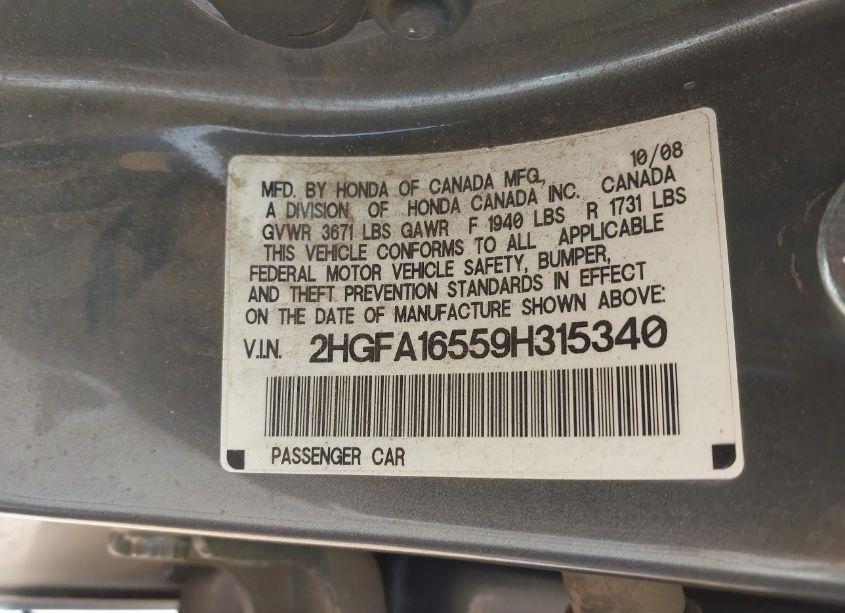 10/08
MFD. BY HONDA OF CANADA MFG.,
A DIVISION OF HONDA CANADA INC. CANADA
GVWR 3671 LBS GAWR F 1940 LBS R 1731 LBS
THIS VEHICLE CONFORMS TO ALL APPLICABLE
FEDERAL MOTOR VEHICLE SAFETY, BUMPER,
AND THEFT PREVENTION STANDARDS IN EFFECT
ON THE DATE OF MANUFACTURE SHOWN ABOVE:
V.I.N. 2HGFA16559H315340
PASSENGER CAR